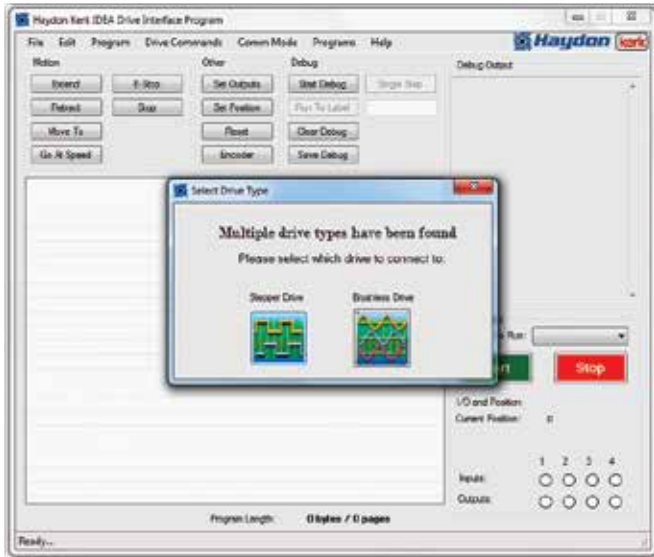 Haydon Kerk IDEA Drive Interface Program
File Edit Program Drive Commands Comm Mode Programs Help
Haydon kerk
Motion Other Debug Debug Output
Extend E-Stop Set Outputs Start Debug Single Step
Retract Stop Set Position Run To Label
Move To Reset Clear Debug
Go At Speed Encoder Save Debug
Select Drive Type
Multiple drive types have been found
Please select which drive to connect to:
Stepper Drive Brushless Drive
Run:
Stop
I/O and Position
Current Position: 0
1 2 3 4
Inputs:
Outputs:
Program Length: 0 bytes / 0 pages
Ready...